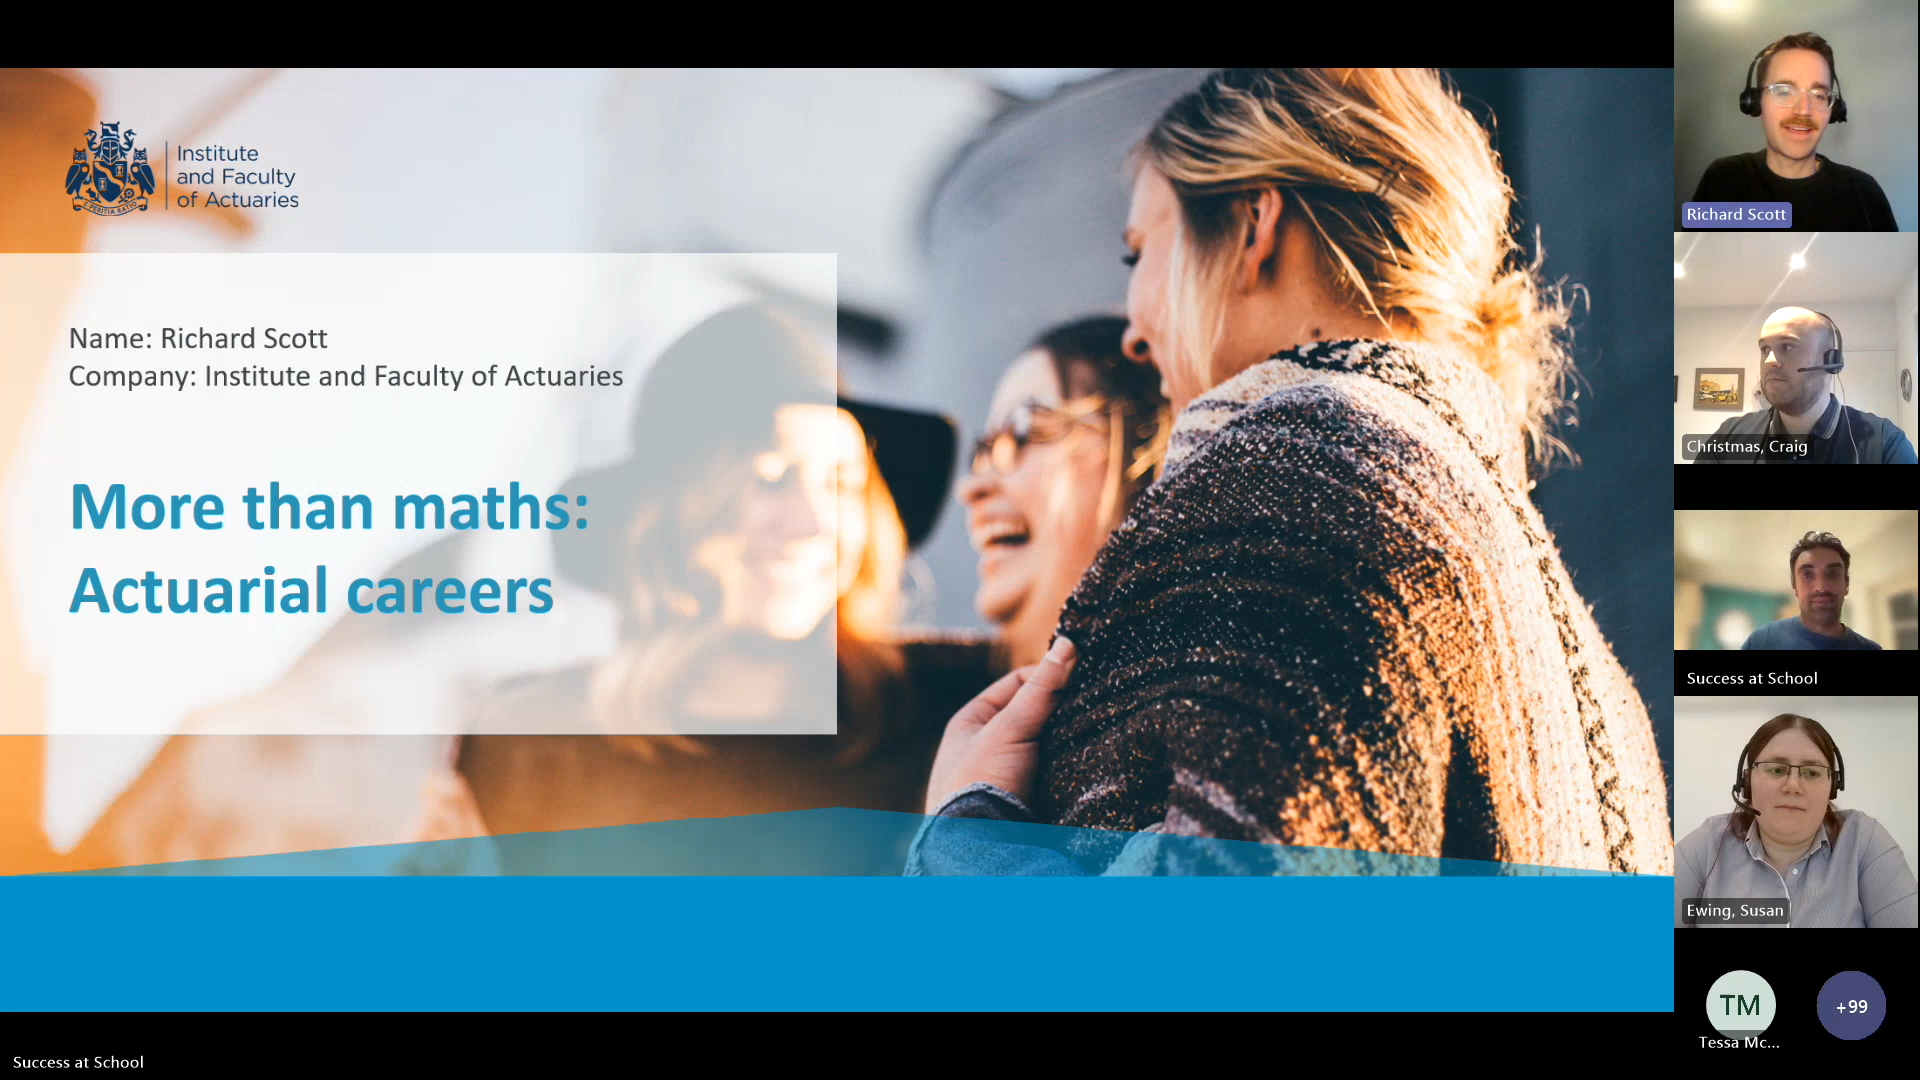 Institute
and Faculty
of Actuaries
Name: Richard Scott
Company: Institute and Faculty of Actuaries
More than maths:
Actuarial careers
Success at School
Richard Scott
Christmas, Craig
Success at School
Ewing, Susan
TM
Tessa Mc...
+99